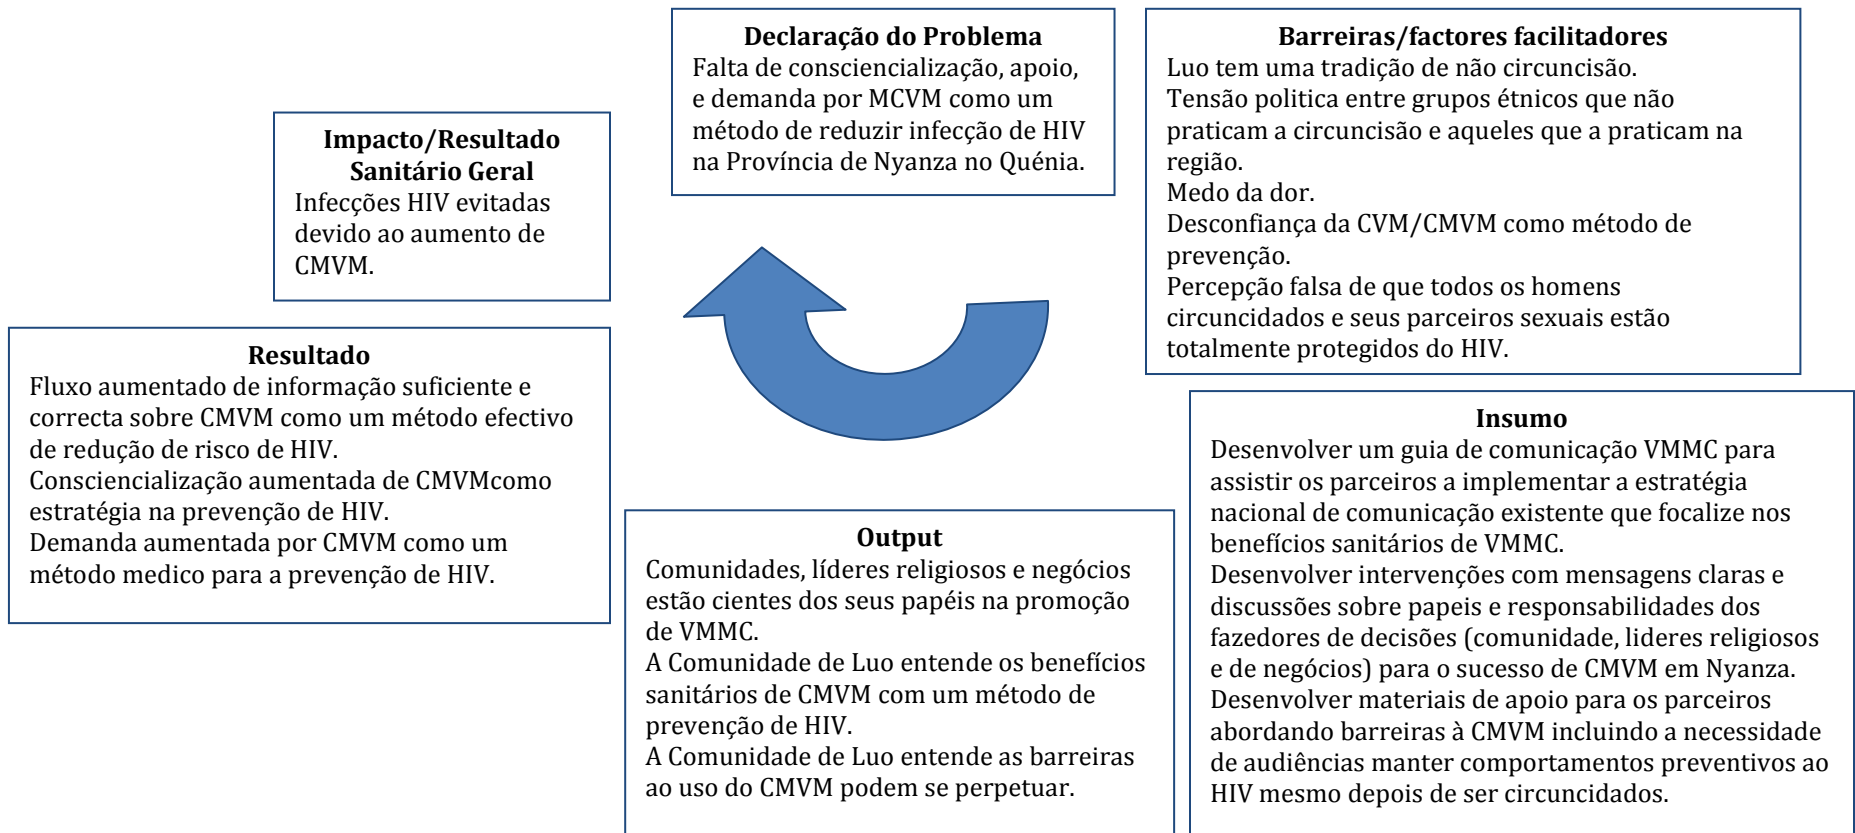 Declaração do Problema
Falta de consciencialização, apoio,
e demanda por MCVM como um
método de reduzir infecção de HIV
na Província de Nyanza no Quénia.
Barreiras/factores facilitadores
Luo tem uma tradição de não circuncisão.
Tensão politica entre grupos étnicos que não
praticam a circuncisão e aqueles que a praticam na
região.
Medo da dor.
Desconfiança da CVM/CMVM como método de
prevenção.
Percepção falsa de que todos os homens
circuncidados e seus parceiros sexuais estão
totalmente protegidos do HIV.
Insumo
Desenvolver um guia de comunicação VMMC para
assistir os parceiros a implementar a estratégia
nacional de comunicação existente que focalize nos
benefícios sanitários de VMMC.
Desenvolver intervenções com mensagens claras e
discussões sobre papeis e responsabilidades dos
fazedores de decisões (comunidade, lideres religiosos
e de negócios) para o sucesso de CMVM em Nyanza.
Desenvolver materiais de apoio para os parceiros
abordando barreiras à CMVM incluindo a necessidade
de audiências manter comportamentos preventivos ao
HIV mesmo depois de ser circuncidados.
Output
Comunidades, líderes religiosos e negócios
estão cientes dos seus papéis na promoção
de VMMC.
A Comunidade de Luo entende os benefícios
sanitários de CMVM com um método de
prevenção de HIV.
A Comunidade de Luo entende as barreiras
ao uso do CMVM podem se perpetuar.
Resultado
Fluxo aumentado de informação suficiente e
correcta sobre CMVM como um método efectivo
de redução de risco de HIV.
Consciencialização aumentada de CMVMcomo
estratégia na prevenção de HIV.
Demanda aumentada por CMVM como um
método medico para a prevenção de HIV.
Impacto/Resultado
Sanitário Geral
Infecções HIV evitadas
devido ao aumento de
CMVM.